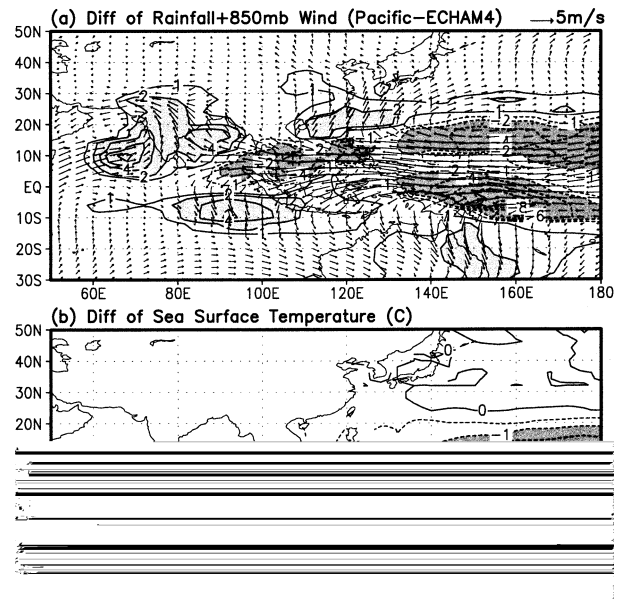 (a) Diff of Rainfall+850mb Wind (Pacific-ECHAM4) →5m/s
50N
40N
30N
20N
10N
EQ
10S
20S
30S
60E 80E 100E 120E 140E 160E 180
(b) Diff of Sea Surface Temperature (C)
50N
0
40N
30N
0
20N
-1